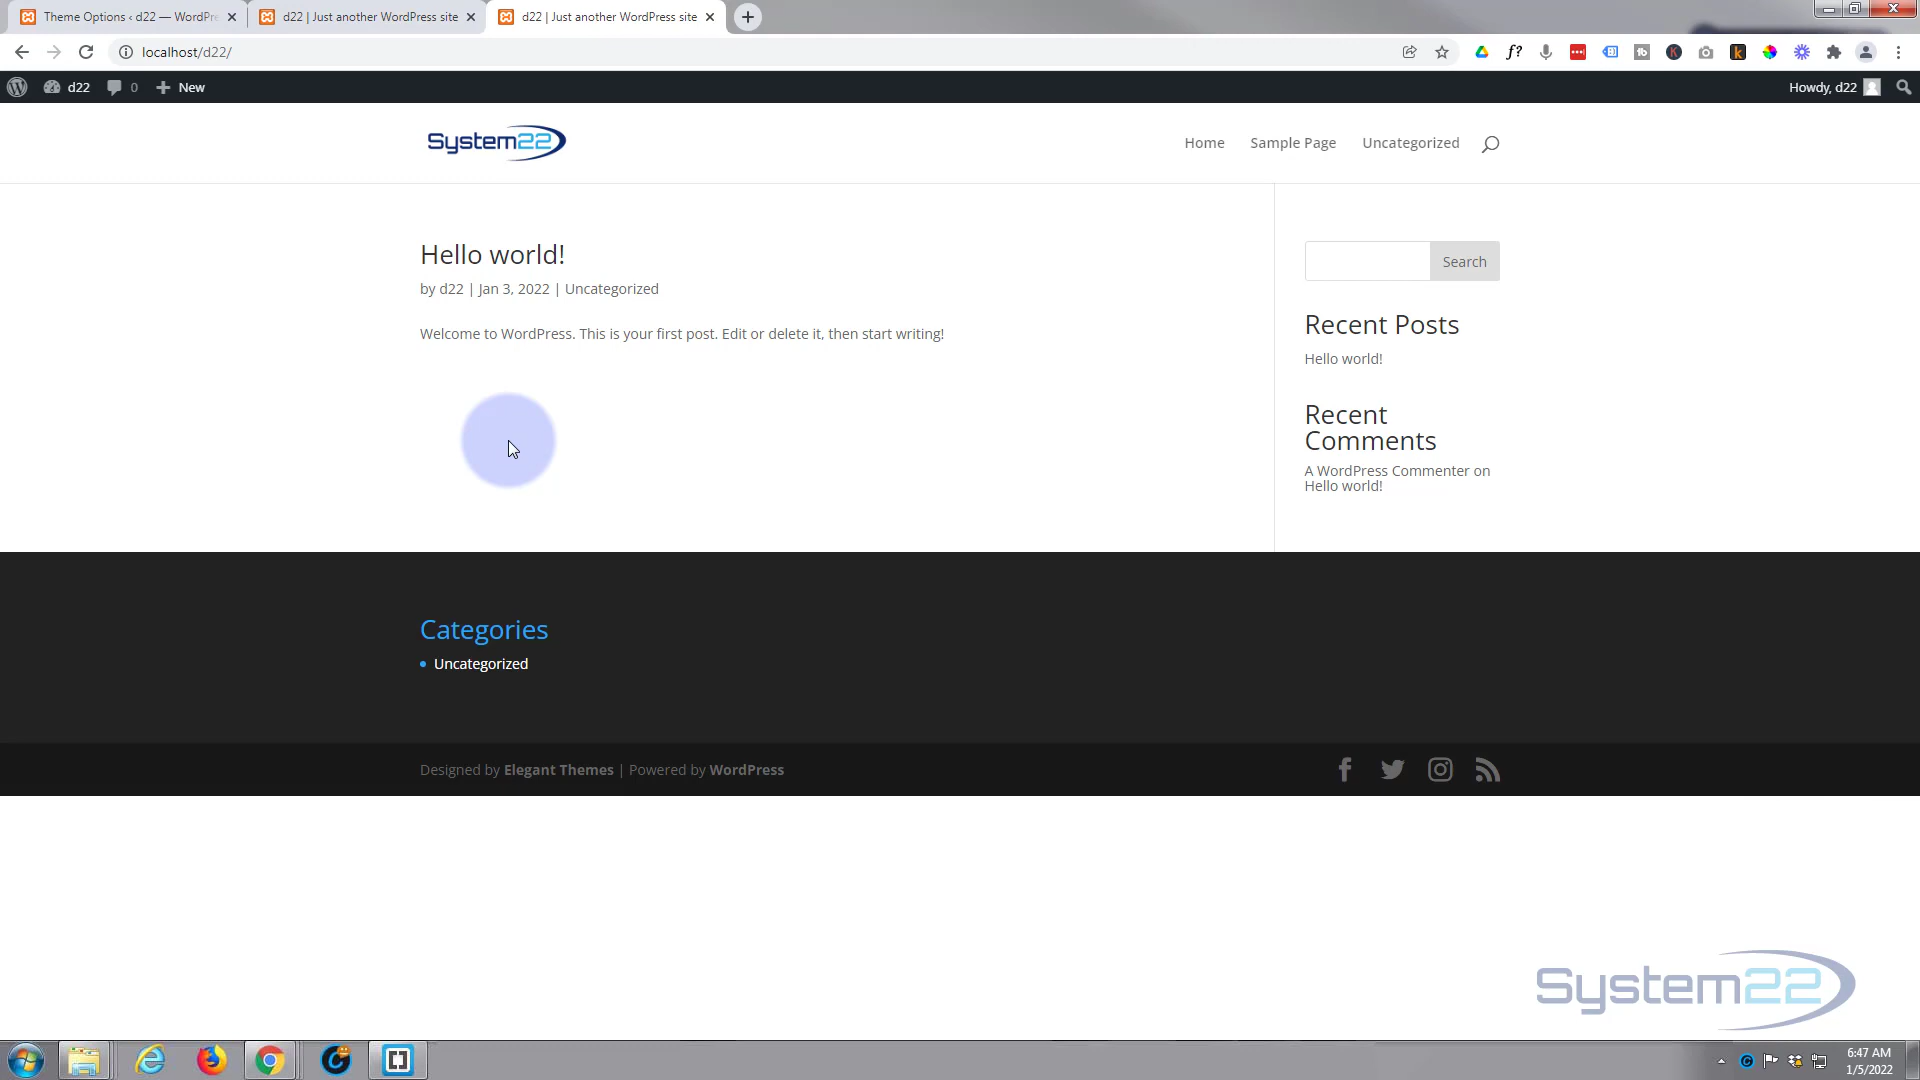 Theme Options ‹ d22 — WordPre
d22 | Just another WordPress site
d22 | Just another WordPress site
localhost/d22/
d22
0
New
Howdy, d22
System22
Home
Sample Page
Uncategorized
Hello world!
by d22 | Jan 3, 2022 | Uncategorized
Welcome to WordPress. This is your first post. Edit or delete it, then start writing!
Search
Recent Posts
Hello world!
Recent
Comments
A WordPress Commenter on
Hello world!
Categories
Uncategorized
Designed by Elegant Themes | Powered by WordPress
System22
6:47 AM
1/5/2022